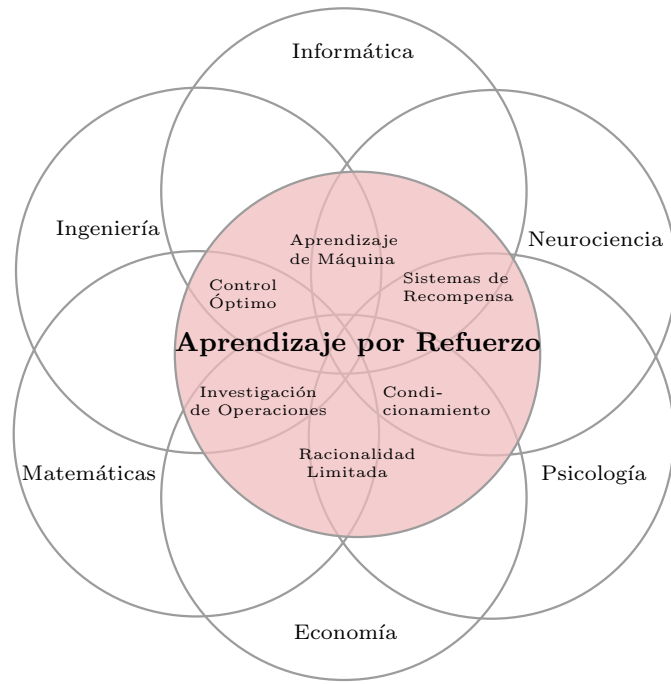 Informática
Ingeniería
Neurociencia
Aprendizaje
de Máquina
Sistemas de
Recompensa
Control
Óptimo
Aprendizaje por Refuerzo
Investigación
de Operaciones
Condi-
cionamiento
Racionalidad
Limitada
Matemáticas
Psicología
Economía